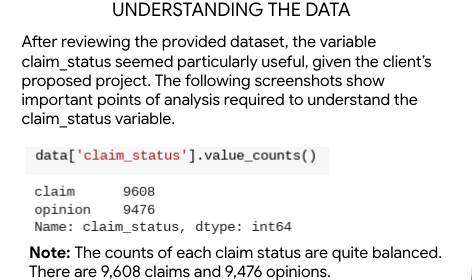 UNDERSTANDING THE DATA
After reviewing the provided dataset, the variable
claim_status seemed particularly useful, given the client's
proposed project. The following screenshots show
important points of analysis required to understand the
claim_status variable.
data['claim_status'].value_counts()
claim 9608
opinion 9476
Name: claim_status, dtype: int64
Note: The counts of each claim status are quite balanced.
There are 9,608 claims and 9,476 opinions.